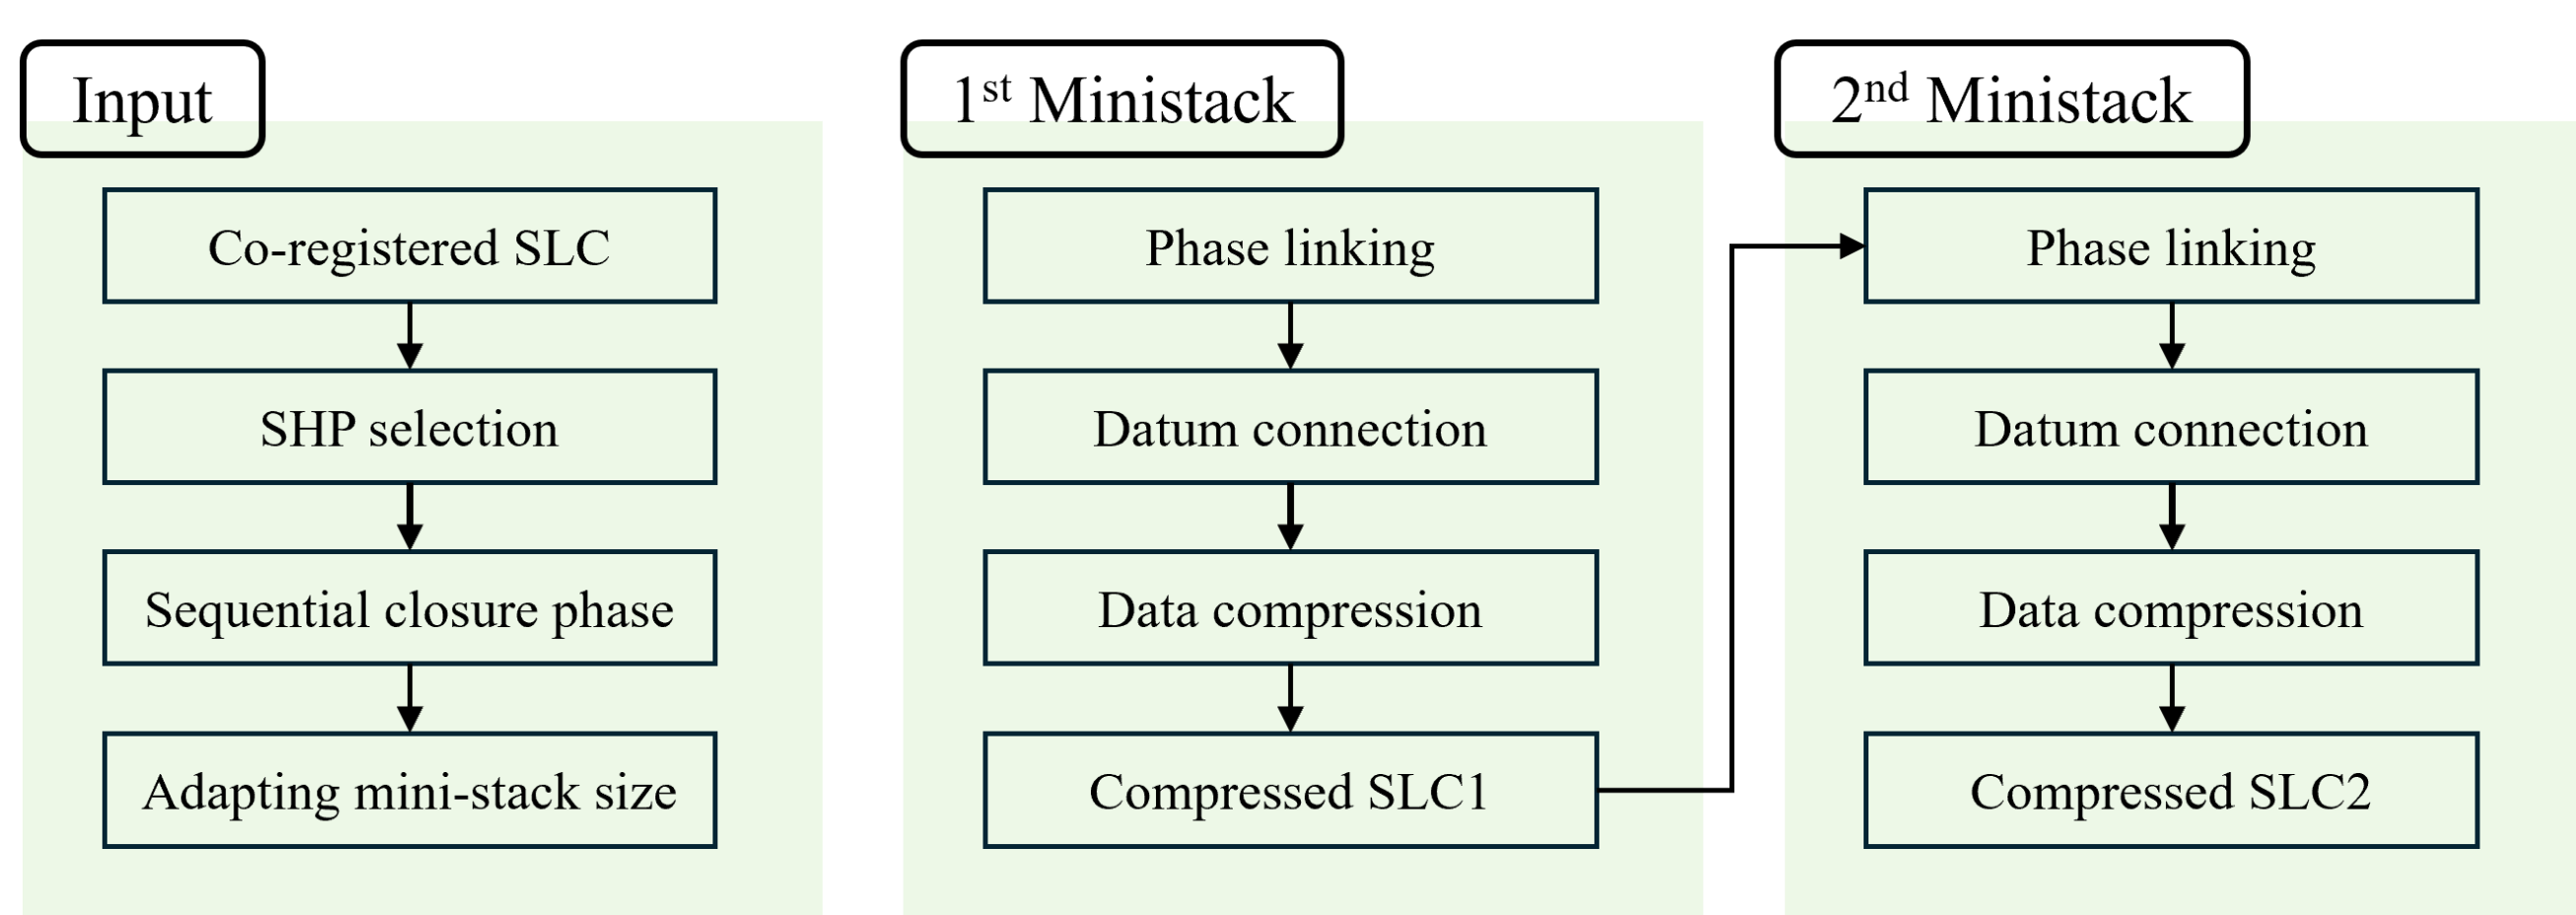 Input
Co-registered SLC
SHP selection
Sequential closure phase
Adapting mini-stack size
1st Ministack
Phase linking
Datum connection
Data compression
Compressed SLC1
2nd Ministack
Phase linking
Datum connection
Data compression
Compressed SLC2